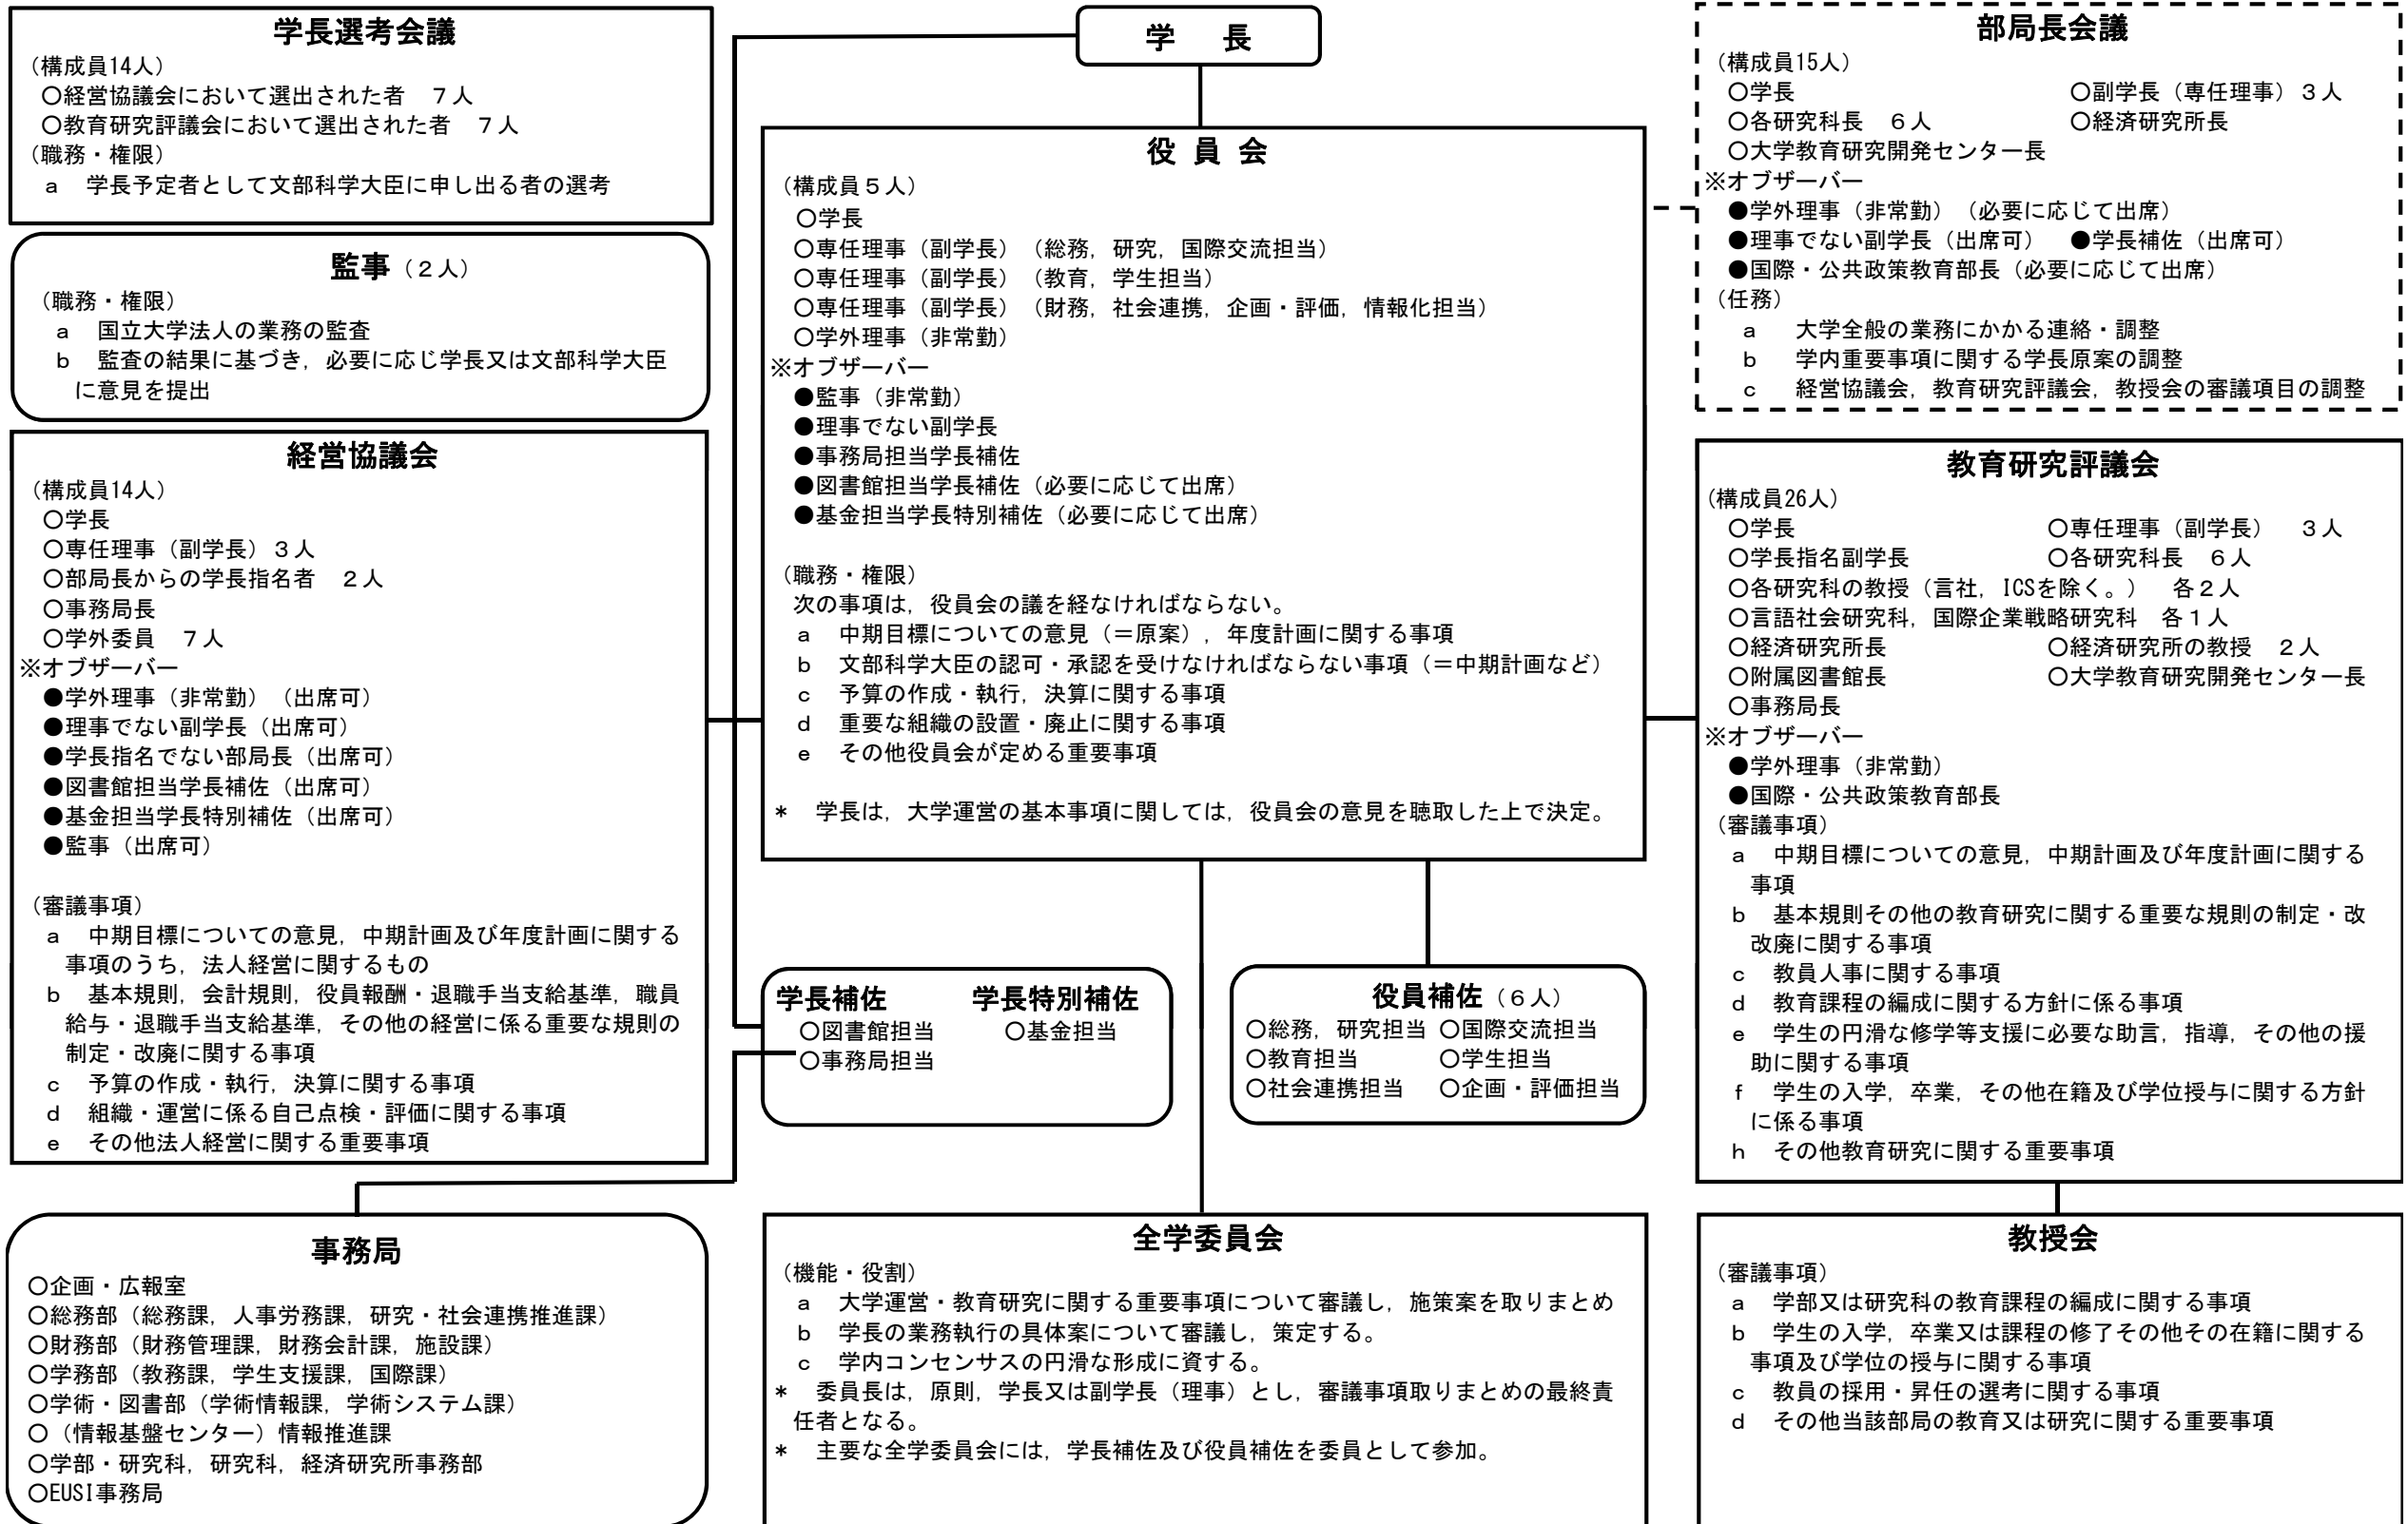 学長選考会議
（構成員14人）
○経営協議会において選出された者　７人
○教育研究評議会において選出された者　７人
（職務・権限）
ａ　学長予定者として文部科学大臣に申し出る者の選考
監事（２人）
（職務・権限）
ａ　国立大学法人の業務の監査
ｂ　監査の結果に基づき，必要に応じ学長又は文部科学大臣
に意見を提出
経営協議会
（構成員14人）
○学長
○専任理事（副学長）３人
○部局長からの学長指名者　２人
○事務局長
○学外委員　７人
※オブザーバー
●学外理事（非常勤）（出席可）
●理事でない副学長（出席可）
●学長指名でない部局長（出席可）
●図書館担当学長補佐（出席可）
●基金担当学長特別補佐（出席可）
●監事（出席可）
（審議事項）
ａ　中期目標についての意見，中期計画及び年度計画に関する
事項のうち，法人経営に関するもの
ｂ　基本規則，会計規則，役員報酬・退職手当支給基準，職員
給与・退職手当支給基準，その他の経営に係る重要な規則の
制定・改廃に関する事項
ｃ　予算の作成・執行，決算に関する事項
ｄ　組織・運営に係る自己点検・評価に関する事項
ｅ　その他法人経営に関する重要事項
事務局
○企画・広報室
○総務部（総務課，人事労務課，研究・社会連携推進課）
○財務部（財務管理課，財務会計課，施設課）
○学務部（教務課，学生支援課，国際課）
○学術・図書部（学術情報課，学術システム課）
○（情報基盤センター）情報推進課
○学部・研究科，研究科，経済研究所事務部
○EUSI事務局
学　長
役 員 会
（構成員５人）
○学長
○専任理事（副学長）（総務，研究，国際交流担当）
○専任理事（副学長）（教育，学生担当）
○専任理事（副学長）（財務，社会連携，企画・評価，情報化担当）
○学外理事（非常勤）
※オブザーバー
●監事（非常勤）
●理事でない副学長
●事務局担当学長補佐
●図書館担当学長補佐（必要に応じて出席）
●基金担当学長特別補佐（必要に応じて出席）
（職務・権限）
次の事項は，役員会の議を経なければならない。
ａ　中期目標についての意見（＝原案），年度計画に関する事項
ｂ　文部科学大臣の認可・承認を受けなければならない事項（＝中期計画など）
ｃ　予算の作成・執行，決算に関する事項
ｄ　重要な組織の設置・廃止に関する事項
ｅ　その他役員会が定める重要事項
＊　学長は，大学運営の基本事項に関しては，役員会の意見を聴取した上で決定。
学長補佐　学長特別補佐
○図書館担当　○基金担当
○事務局担当
役員補佐（６人）
○総務，研究担当 ○国際交流担当
○教育担当　○学生担当
○社会連携担当　○企画・評価担当
全学委員会
（機能・役割）
ａ　大学運営・教育研究に関する重要事項について審議し，施策案を取りまとめ
ｂ　学長の業務執行の具体案について審議し，策定する。
ｃ　学内コンセンサスの円滑な形成に資する。
＊　委員長は，原則，学長又は副学長（理事）とし，審議事項取りまとめの最終責
任者となる。
＊　主要な全学委員会には，学長補佐及び役員補佐を委員として参加。
部局長会議
（構成員15人）
○学長　○副学長（専任理事）３人
○各研究科長　６人　○経済研究所長
○大学教育研究開発センター長
※オブザーバー
●学外理事（非常勤）（必要に応じて出席）
●理事でない副学長（出席可）　●学長補佐（出席可）
●国際・公共政策教育部長（必要に応じて出席）
（任務）
ａ　大学全般の業務にかかる連絡・調整
ｂ　学内重要事項に関する学長原案の調整
ｃ　経営協議会，教育研究評議会，教授会の審議項目の調整
教育研究評議会
（構成員26人）
○学長　○専任理事（副学長）　３人
○学長指名副学長　○各研究科長　６人
○各研究科の教授（言社，ICSを除く。）　各２人
○言語社会研究科，国際企業戦略研究科　各１人
○経済研究所長　○経済研究所の教授　２人
○附属図書館長　○大学教育研究開発センター長
○事務局長
※オブザーバー
●学外理事（非常勤）
●国際・公共政策教育部長
（審議事項）
ａ　中期目標についての意見，中期計画及び年度計画に関する
事項
ｂ　基本規則その他の教育研究に関する重要な規則の制定・改
改廃に関する事項
ｃ　教員人事に関する事項
ｄ　教育課程の編成に関する方針に係る事項
ｅ　学生の円滑な修学等支援に必要な助言，指導，その他の援
助に関する事項
ｆ　学生の入学，卒業，その他在籍及び学位授与に関する方針
に係る事項
ｈ　その他教育研究に関する重要事項
教授会
（審議事項）
ａ　学部又は研究科の教育課程の編成に関する事項
ｂ　学生の入学，卒業又は課程の修了その他その在籍に関する
事項及び学位の授与に関する事項
ｃ　教員の採用・昇任の選考に関する事項
ｄ　その他当該部局の教育又は研究に関する重要事項